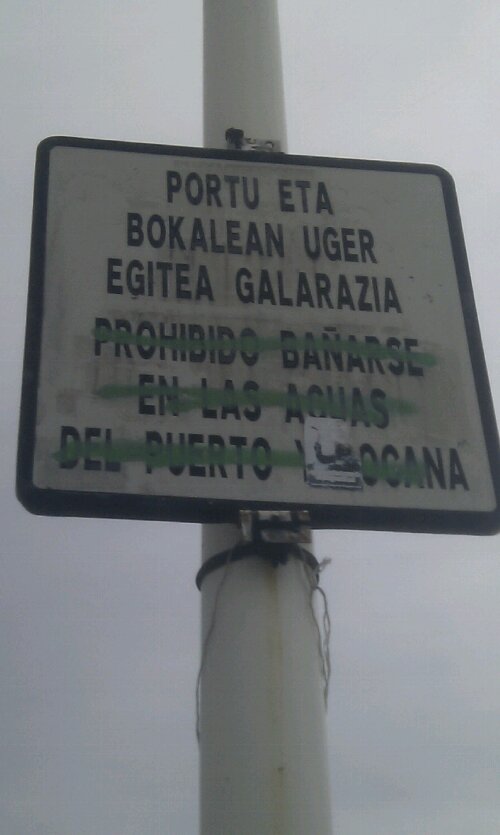 PORTU ETA
BOKALEAN UGER
EGITEA GALARAZIA
PROHIBIDO BAÑARSE
EN LAS AGUAS
DEL PUERTO